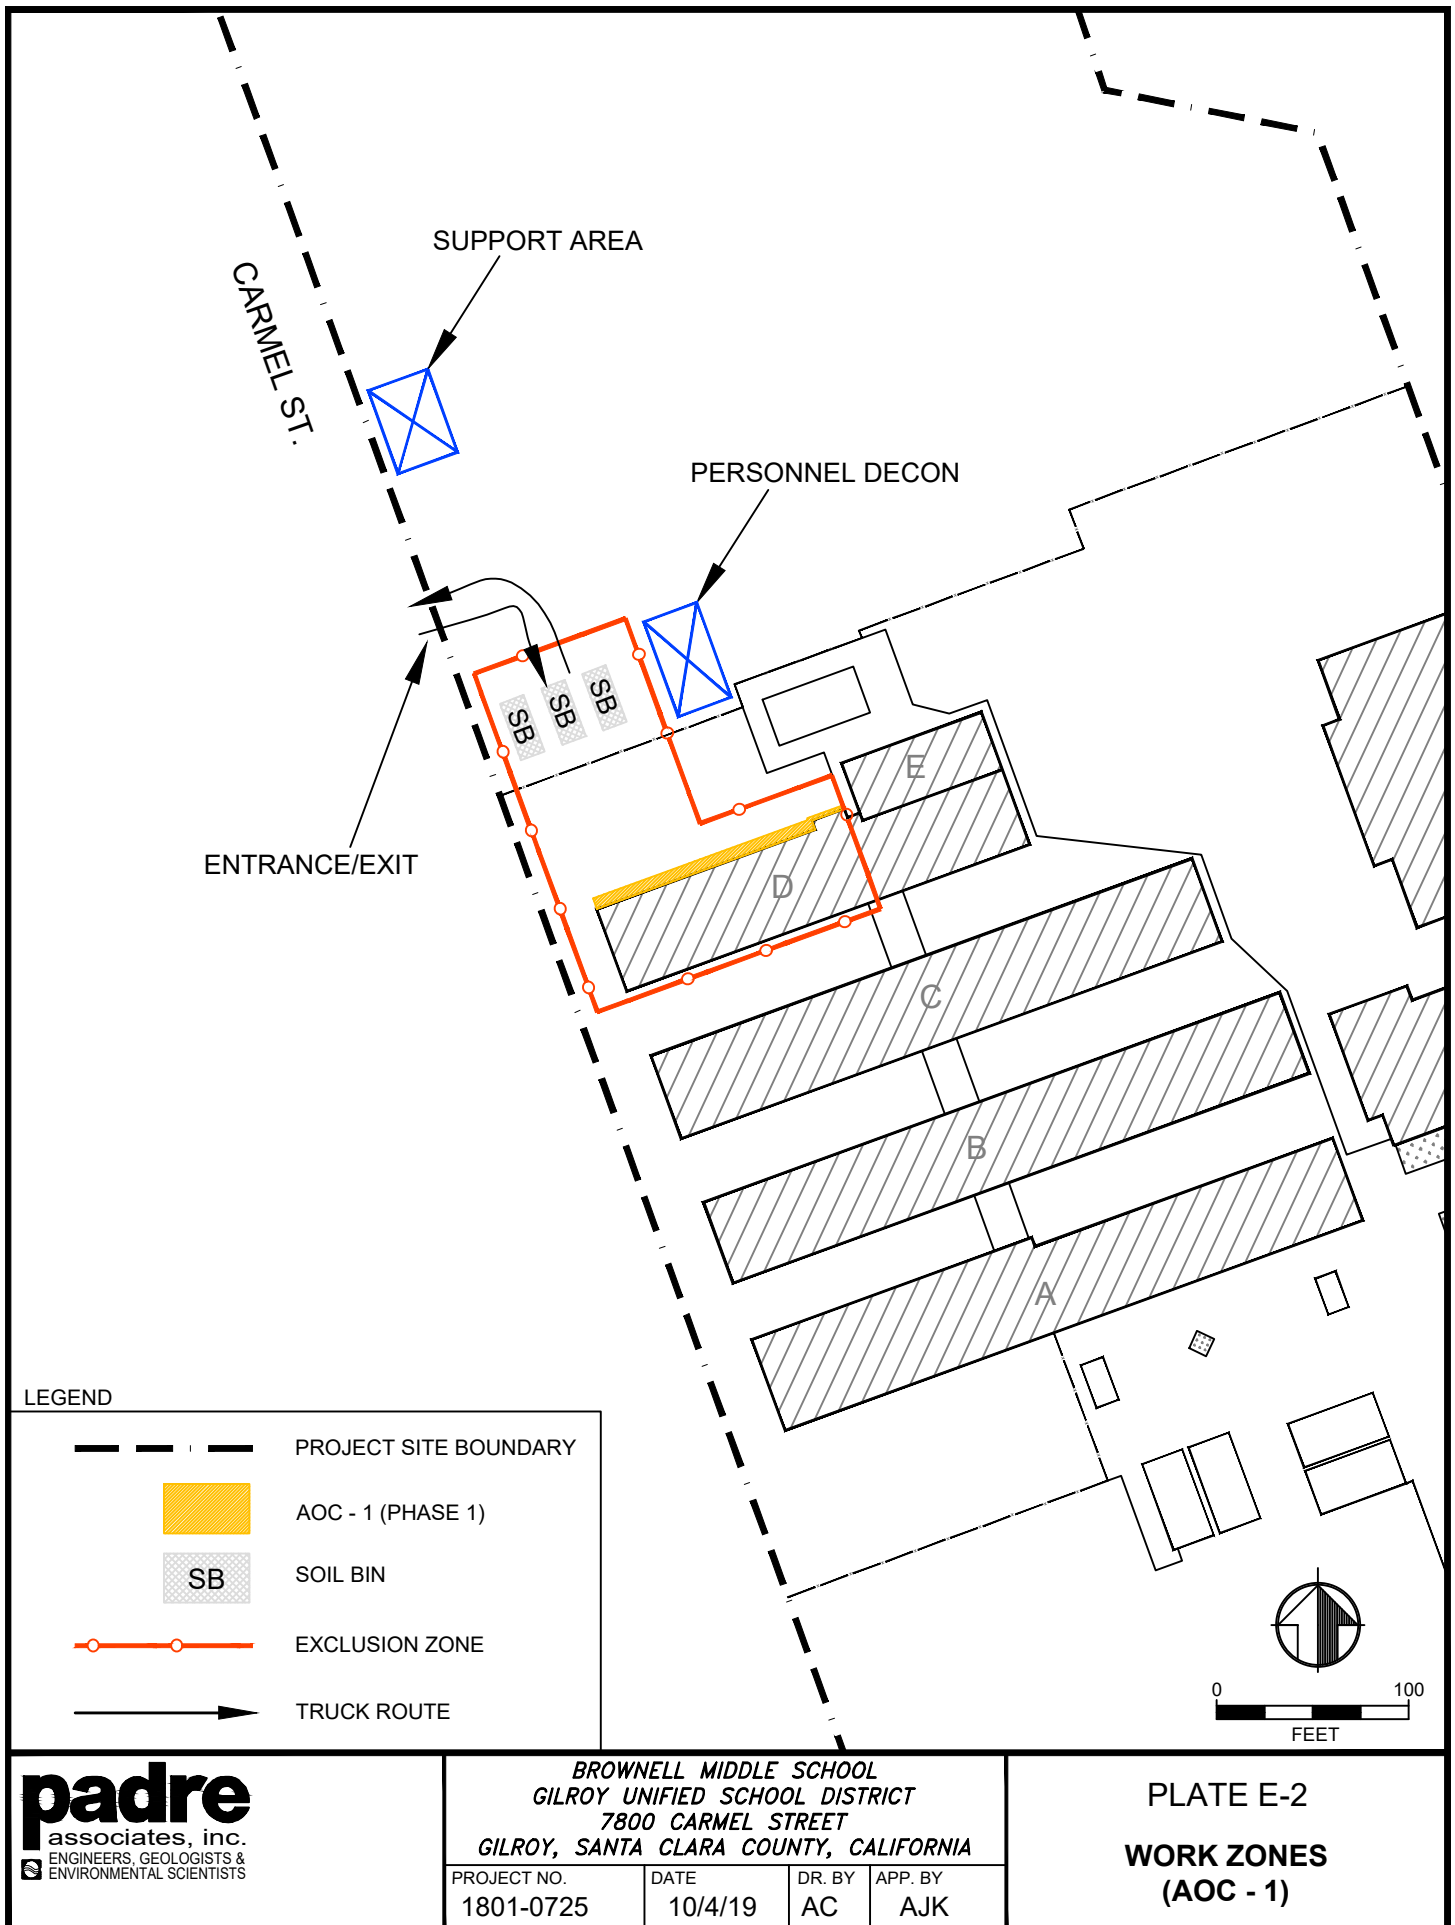 SUPPORT AREA
CARMEL ST.
PERSONNEL DECON
SB
SB
SB
E
ENTRANCE/EXIT
D
C
B
A
LEGEND
PROJECT SITE BOUNDARY
AOC - 1 (PHASE 1)
SB
SOIL BIN
EXCLUSION ZONE
TRUCK ROUTE
0 100
FEET
padre
associates, inc.
ENGINEERS, GEOLOGISTS &
ENVIRONMENTAL SCIENTISTS
BROWNELL MIDDLE SCHOOL
GILROY UNIFIED SCHOOL DISTRICT
7800 CARMEL STREET
GILROY, SANTA CLARA COUNTY, CALIFORNIA
PROJECT NO. DATE DR. BY APP. BY
1801-0725 10/4/19 AC AJK
PLATE E-2
WORK ZONES
(AOC - 1)